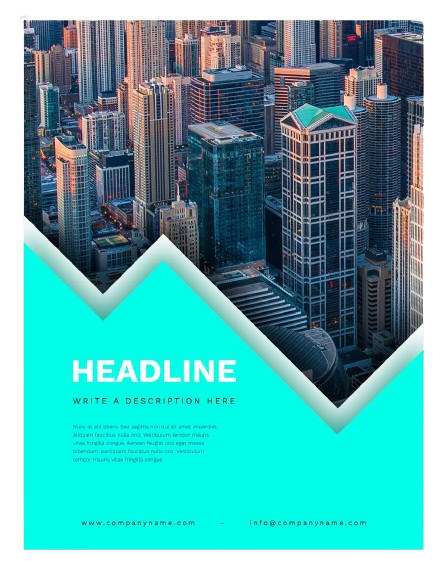 HEADLINE
WRITE A DESCRIPTION HERE
Nunc at elit libero. Sed sagittis non dui sit amet imperdiet.
Aliquam faucibus nulla orci. Vestibulum tempor mauris
vitae fringilla congue. Aenean feugiat orci eget massa
bibendum, participant faucibus nulla orci. Vestibulum
tempor mauris vitae fringilla congue.
www.companyname.com - info@companyname.com